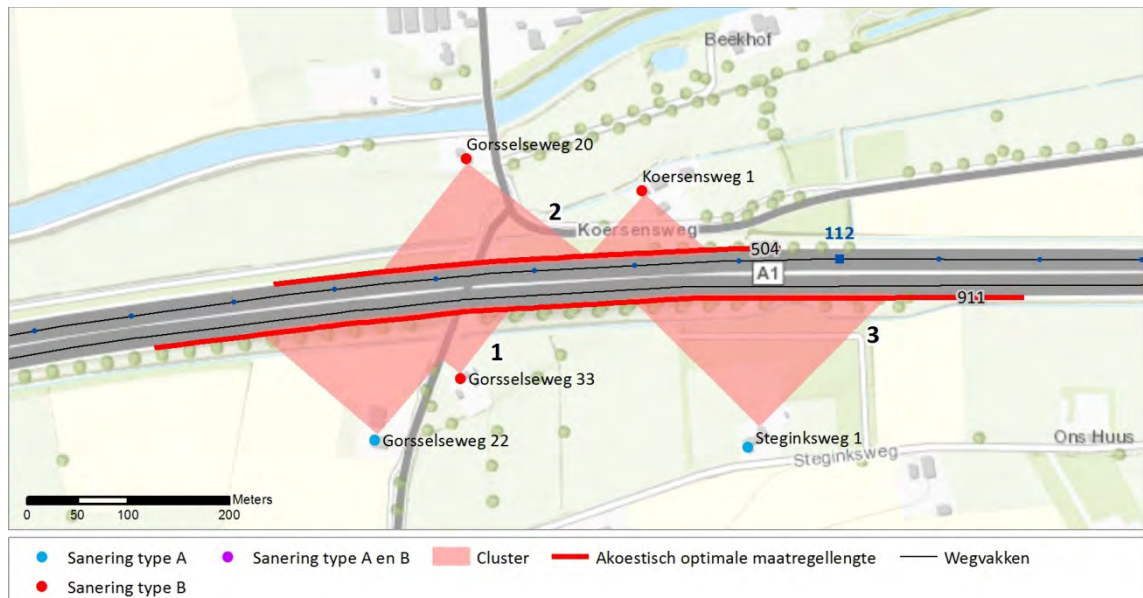 Beekhof
Gorsselseweg 20
Koersensweg 1
2
Koersensweg
112
504
A1
911
1
3
Gorsselseweg 33
Gorsselseweg 22
Steginksweg 1
Ons Huus
Steginksweg
Meters
0 50 100 200
Sanering type A
Sanering type A en B
Cluster
Akoestisch optimale maatregellengte
Wegvakken
Sanering type B